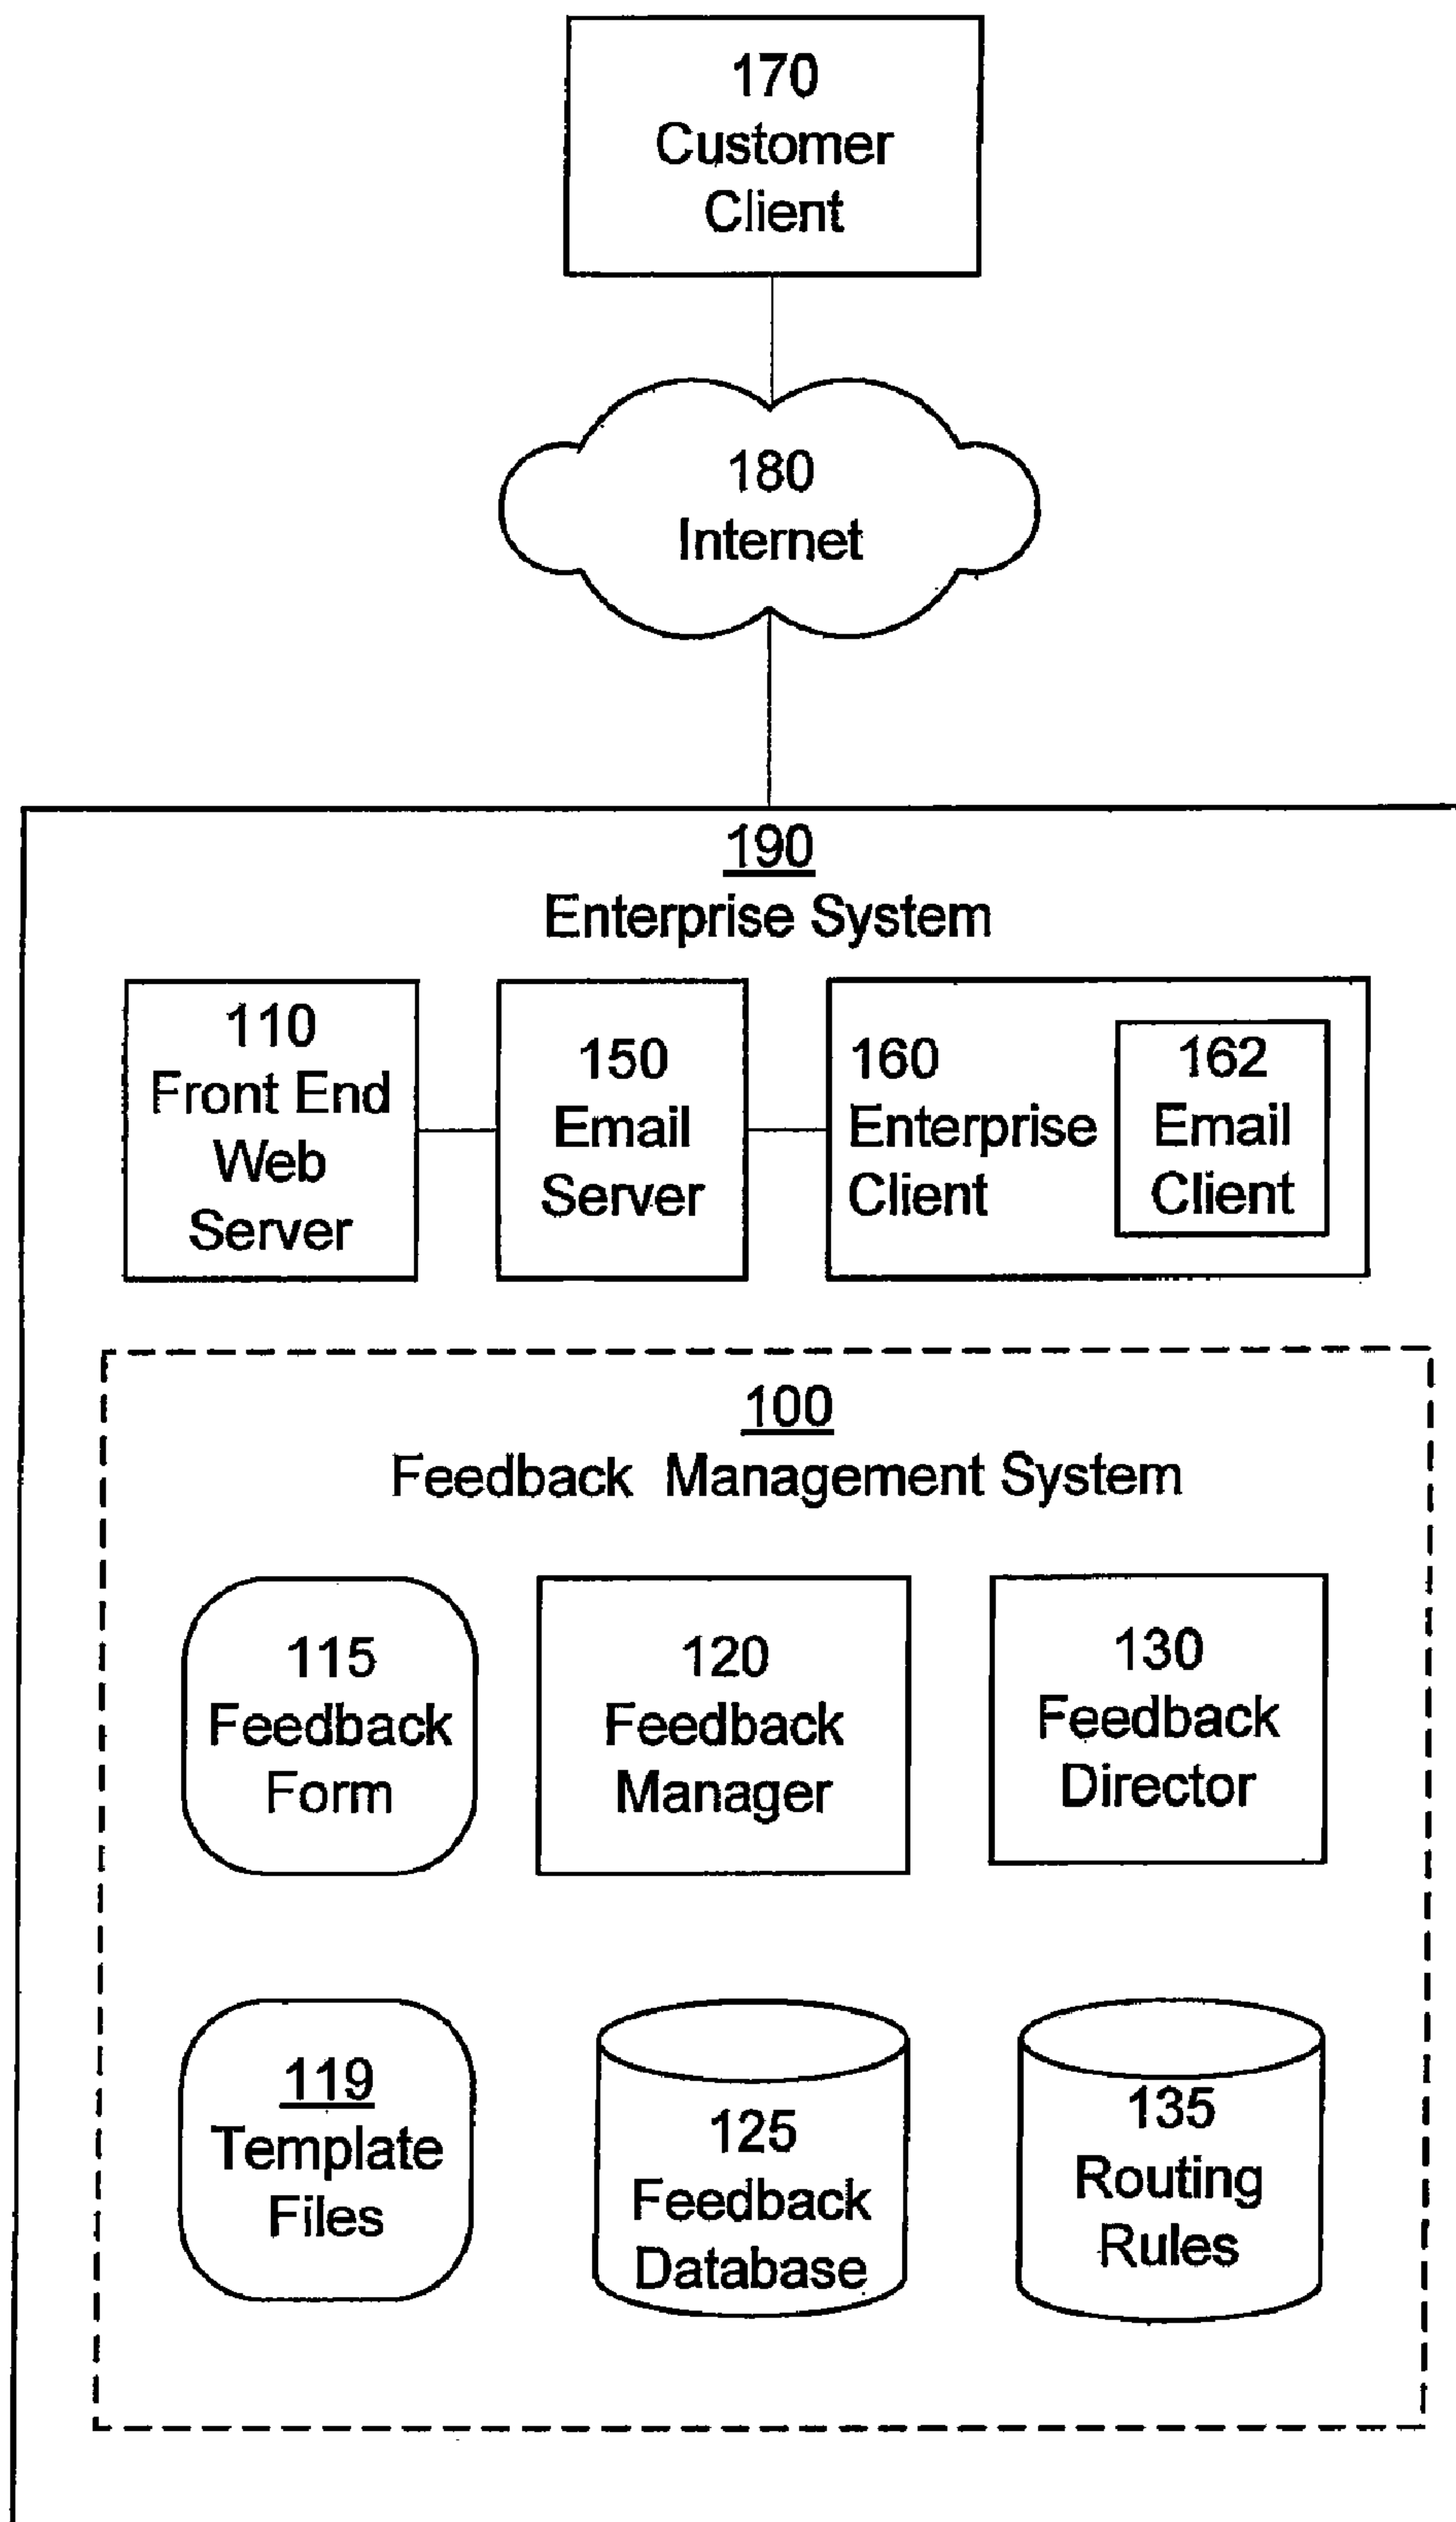 170
Customer
Client
180
Internet
190
Enterprise System
110
Front End
Web
Server
150
Email
Server
160
Enterprise
Client
162
Email
Client
100
Feedback Management System
115
Feedback
Form
120
Feedback
Manager
130
Feedback
Director
119
Template
Files
125
Feedback
Database
135
Routing
Rules